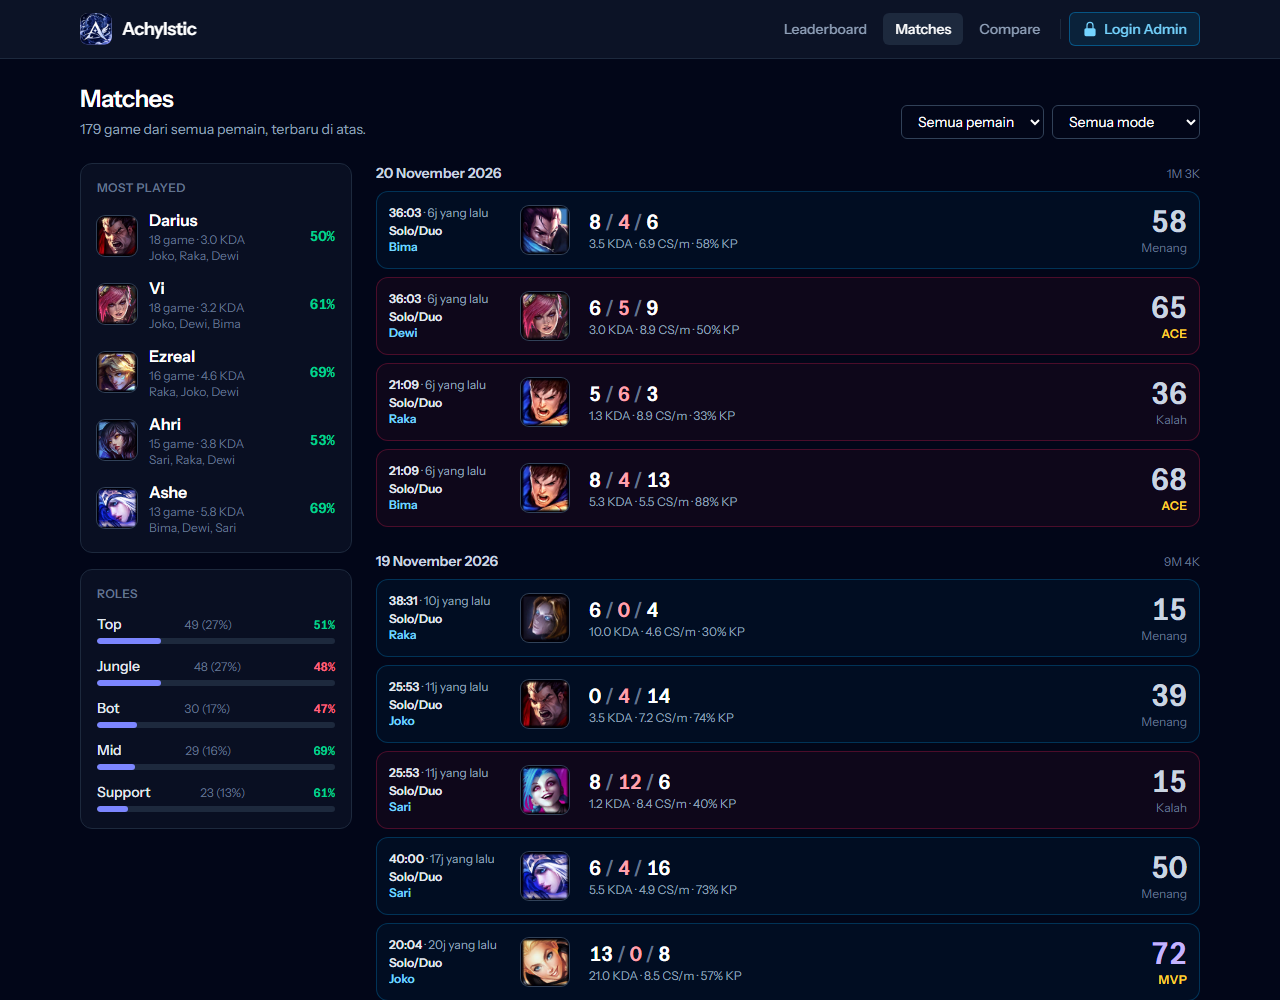 Achylstic
Leaderboard
Matches
Compare
Login Admin
Matches
179 game dari semua pemain, terbaru di atas.
Semua pemain
Semua mode
MOST PLAYED
Darius
18 game · 3.0 KDA
Joko, Raka, Dewi
50%
Vi
18 game · 3.2 KDA
Joko, Dewi, Bima
61%
Ezreal
16 game · 4.6 KDA
Raka, Joko, Dewi
69%
Ahri
15 game · 3.8 KDA
Sari, Raka, Dewi
53%
Ashe
13 game · 5.8 KDA
Bima, Dewi, Sari
69%
ROLES
Top 49 (27%) 51%
Jungle 48 (27%) 48%
Bot 30 (17%) 47%
Mid 29 (16%) 69%
Support 23 (13%) 61%
20 November 2026 1M 3K
36:03 · 6j yang lalu
Solo/Duo
Bima
8 / 4 / 6
3.5 KDA · 6.9 CS/m · 58% KP
58
Menang
36:03 · 6j yang lalu
Solo/Duo
Dewi
6 / 5 / 9
3.0 KDA · 8.9 CS/m · 50% KP
65
ACE
21:09 · 6j yang lalu
Solo/Duo
Raka
5 / 6 / 3
1.3 KDA · 8.9 CS/m · 33% KP
36
Kalah
21:09 · 6j yang lalu
Solo/Duo
Bima
8 / 4 / 13
5.3 KDA · 5.5 CS/m · 88% KP
68
ACE
19 November 2026 9M 4K
38:31 · 10j yang lalu
Solo/Duo
Raka
6 / 0 / 4
10.0 KDA · 4.6 CS/m · 30% KP
15
Menang
25:53 · 11j yang lalu
Solo/Duo
Joko
0 / 4 / 14
3.5 KDA · 7.2 CS/m · 74% KP
39
Menang
25:53 · 11j yang lalu
Solo/Duo
Sari
8 / 12 / 6
1.2 KDA · 8.4 CS/m · 40% KP
15
Kalah
40:00 · 17j yang lalu
Solo/Duo
Sari
6 / 4 / 16
5.5 KDA · 4.9 CS/m · 73% KP
50
Menang
20:04 · 20j yang lalu
Solo/Duo
Joko
13 / 0 / 8
21.0 KDA · 8.5 CS/m · 57% KP
72
MVP